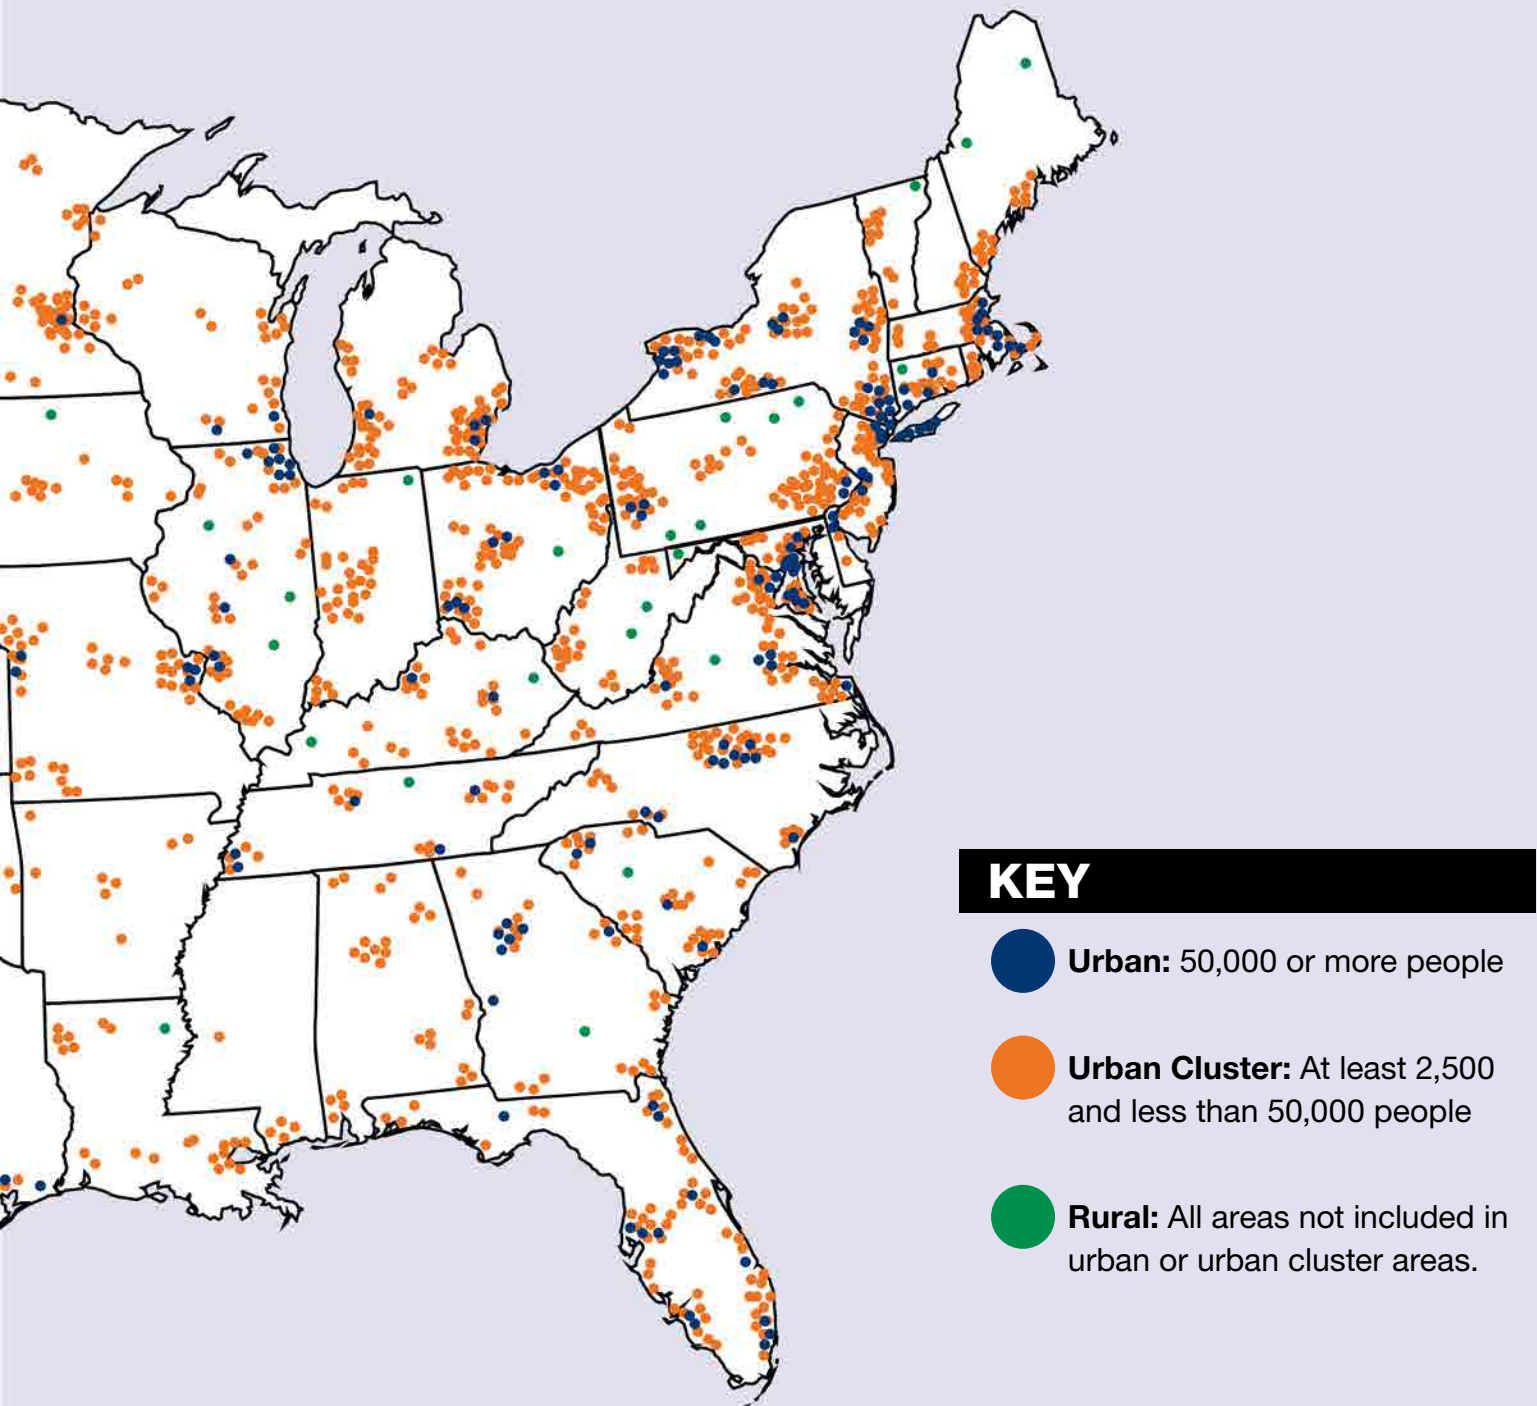 KEY
Urban: 50,000 or more people
Urban Cluster: At least 2,500
and less than 50,000 people
Rural: All areas not included in
urban or urban cluster areas.